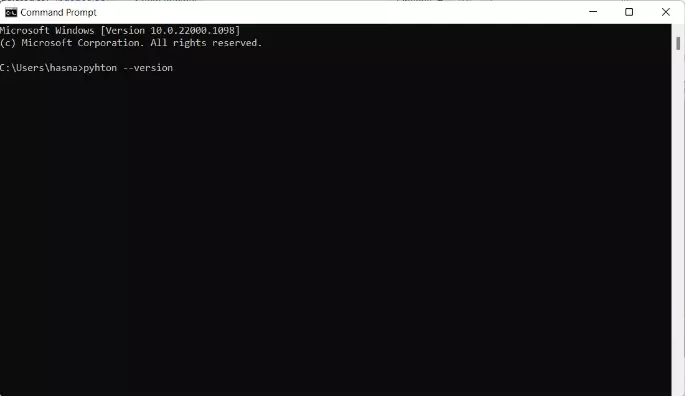 Command Prompt
Microsoft Windows [Version 10.0.22000.1098]
(c) Microsoft Corporation. All rights reserved.
C:\Users\hasna>pyhton --version